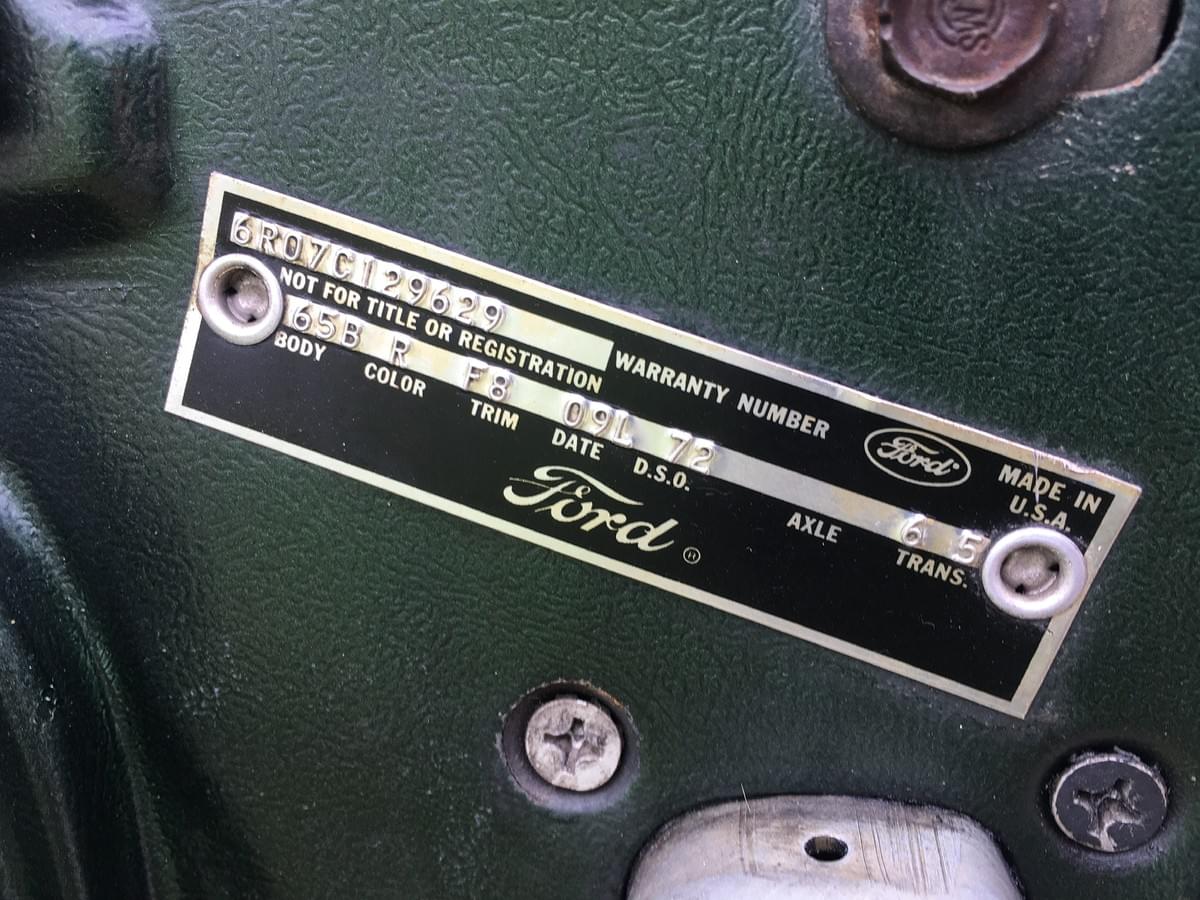 6R07C129629
WARRANTY NUMBER
NOT FOR TITLE OR REGISTRATION
Ford
MADE IN
U.S.A.
65B R F8 09L 72 6 5
BODY COLOR TRIM DATE D.S.O. AXLE TRANS.
Ford ®